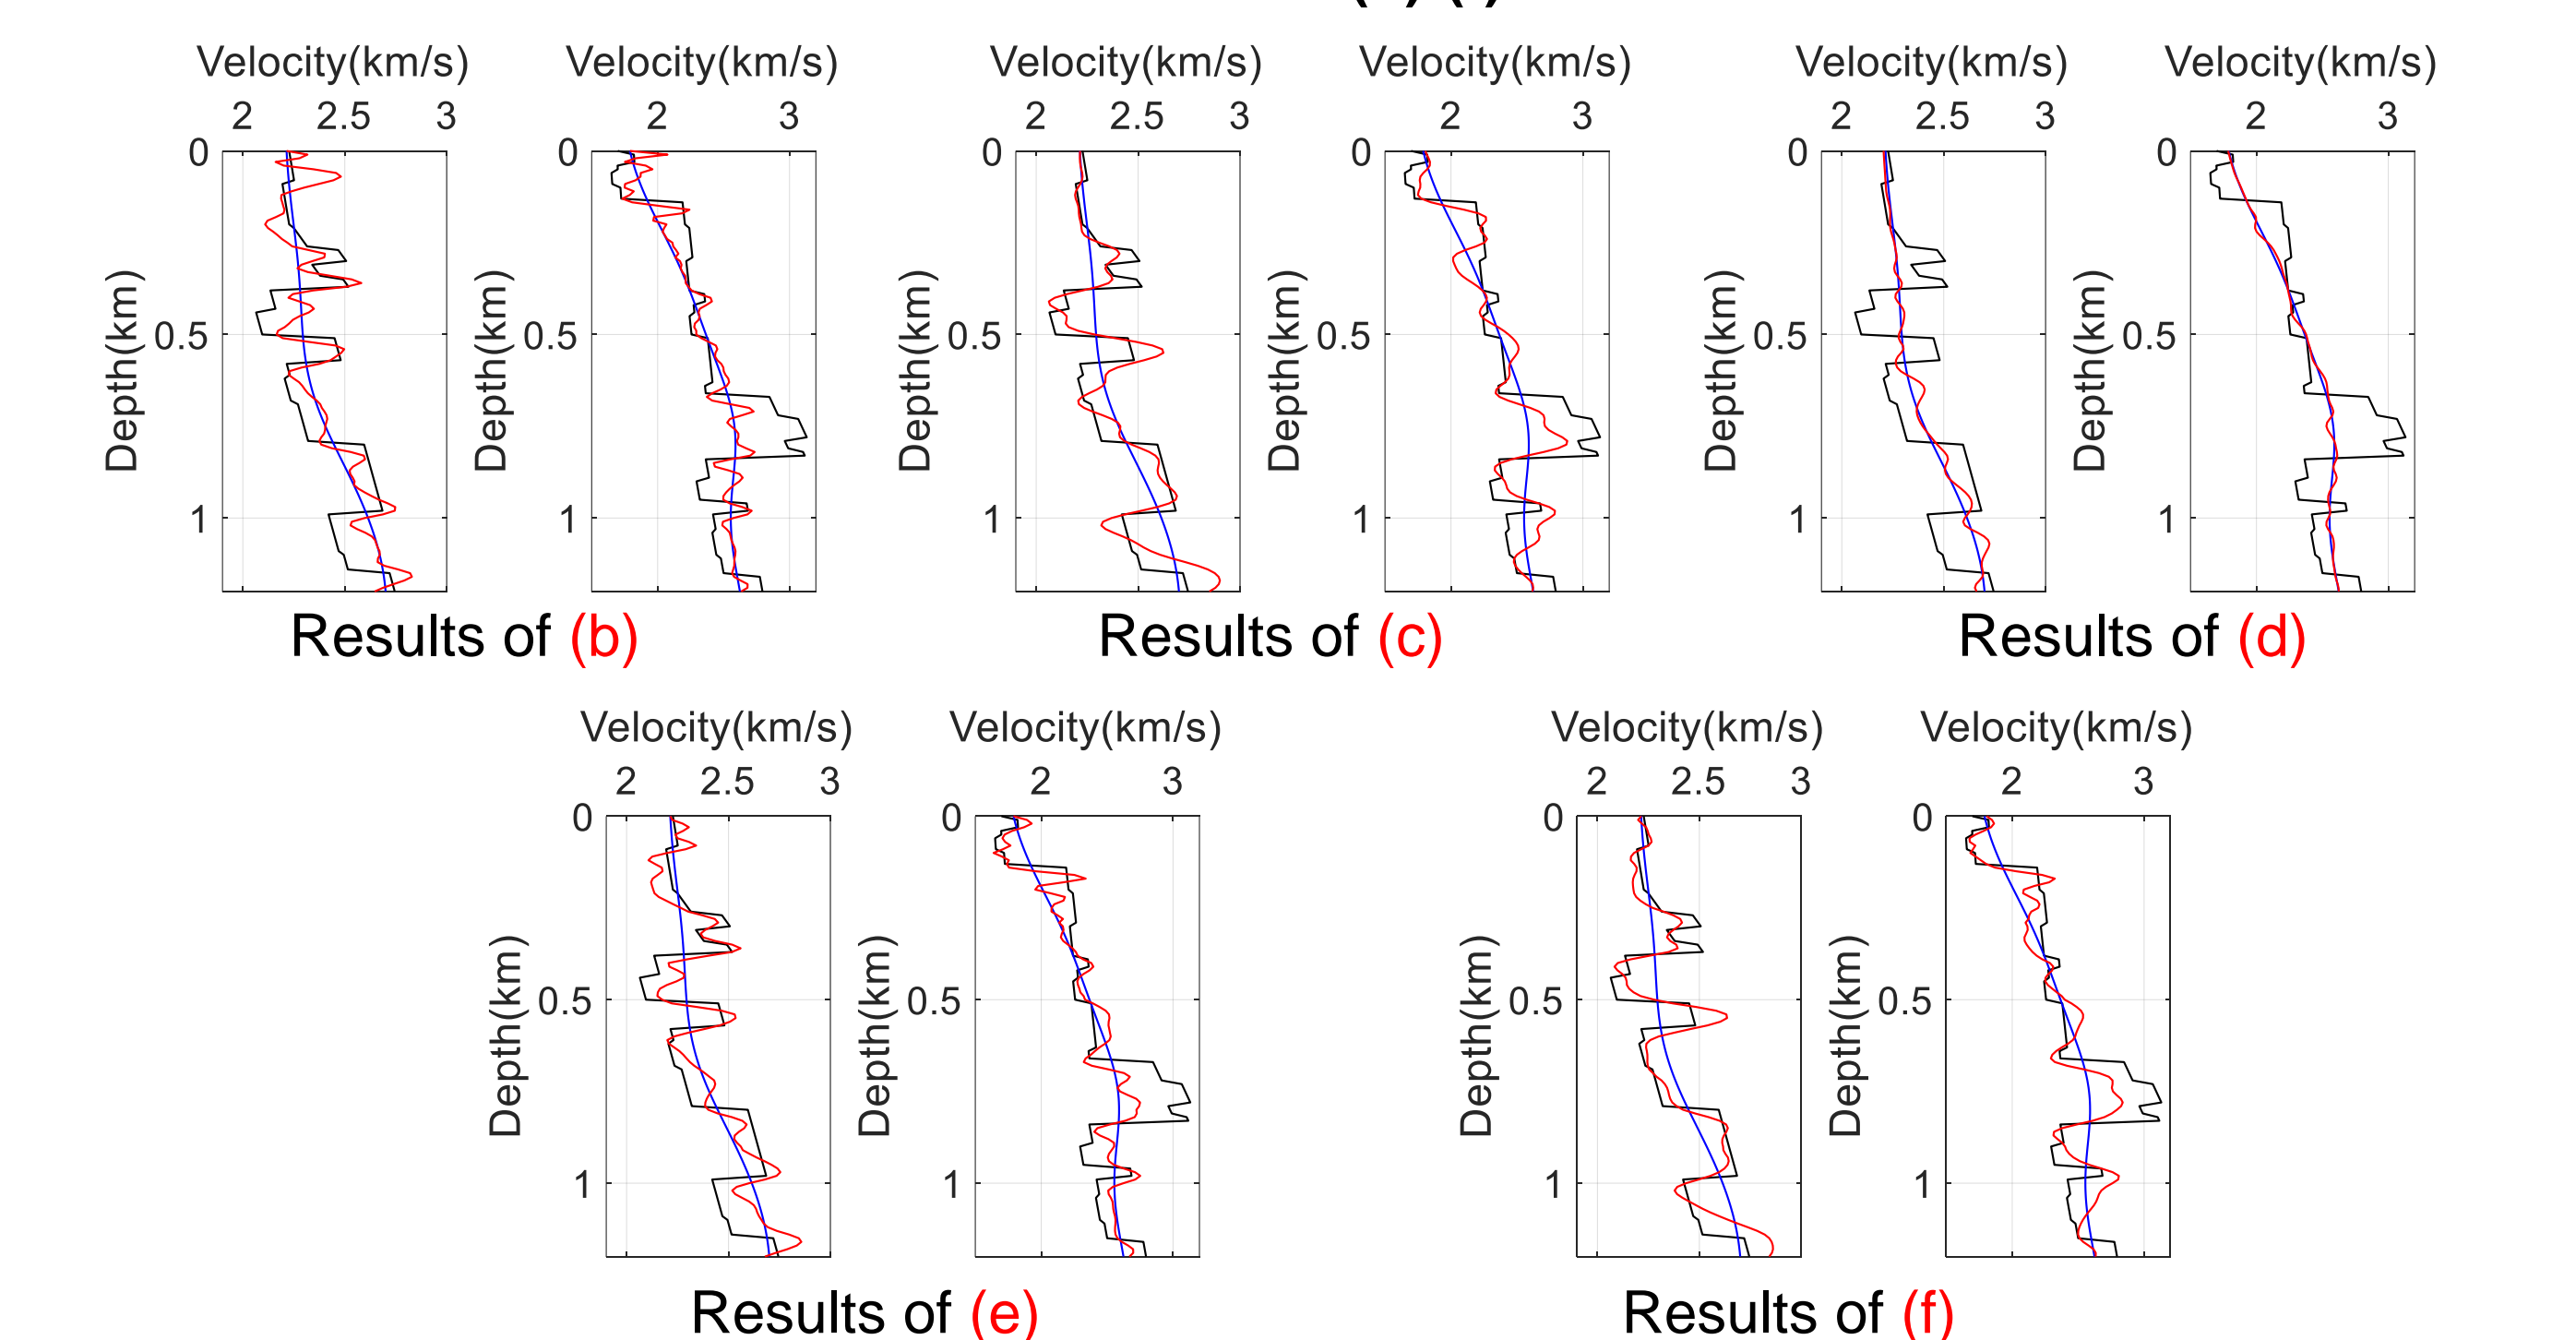 Velocity(km/s) Velocity(km/s) Velocity(km/s) Velocity(km/s) Velocity(km/s) Velocity(km/s)
2 2.5 3 2 3 2 2.5 3 2 3 2 2.5 3 2 3
0 0 0 0 0 0
Depth(km) Depth(km) Depth(km) Depth(km) Depth(km) Depth(km)
0.5 0.5 0.5 0.5 0.5 0.5
1 1 1 1 1 1
Results of (b) Results of (c) Results of (d)
Velocity(km/s) Velocity(km/s) Velocity(km/s) Velocity(km/s)
2 2.5 3 2 3 2 2.5 3 2 3
0 0 0 0
Depth(km) Depth(km) Depth(km) Depth(km)
0.5 0.5 0.5 0.5
1 1 1 1
Results of (e) Results of (f)